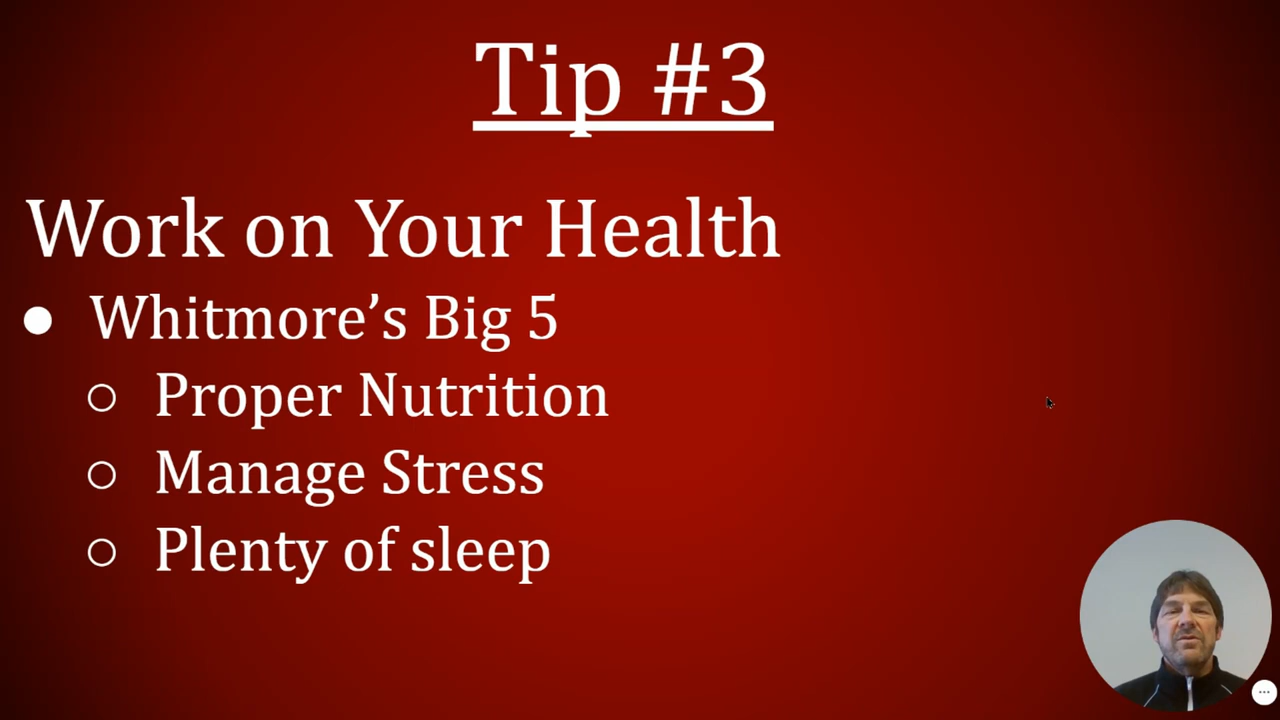 Tip #3
Work on Your Health
● Whitmore’s Big 5
○ Proper Nutrition
○ Manage Stress
○ Plenty of sleep